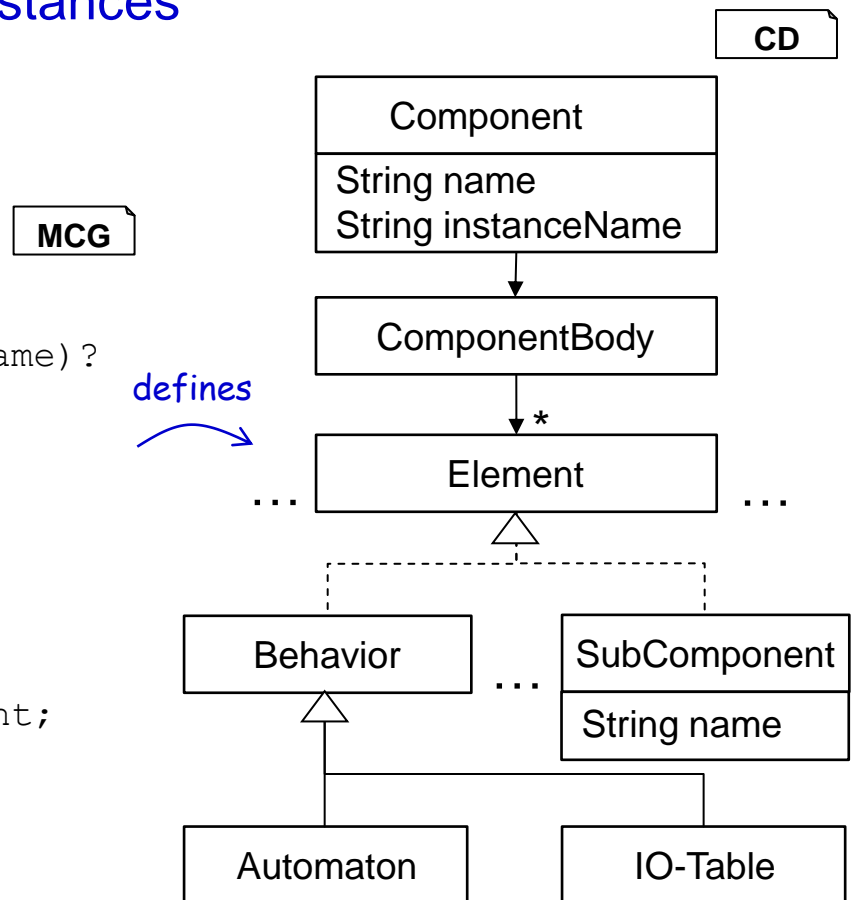 stances
CD
Component
String name
String instanceName
MCG
ComponentBody
ame)?
defines
*
Element
... ...
Behavior
... SubComponent
String name
nt;
Automaton
IO-Table